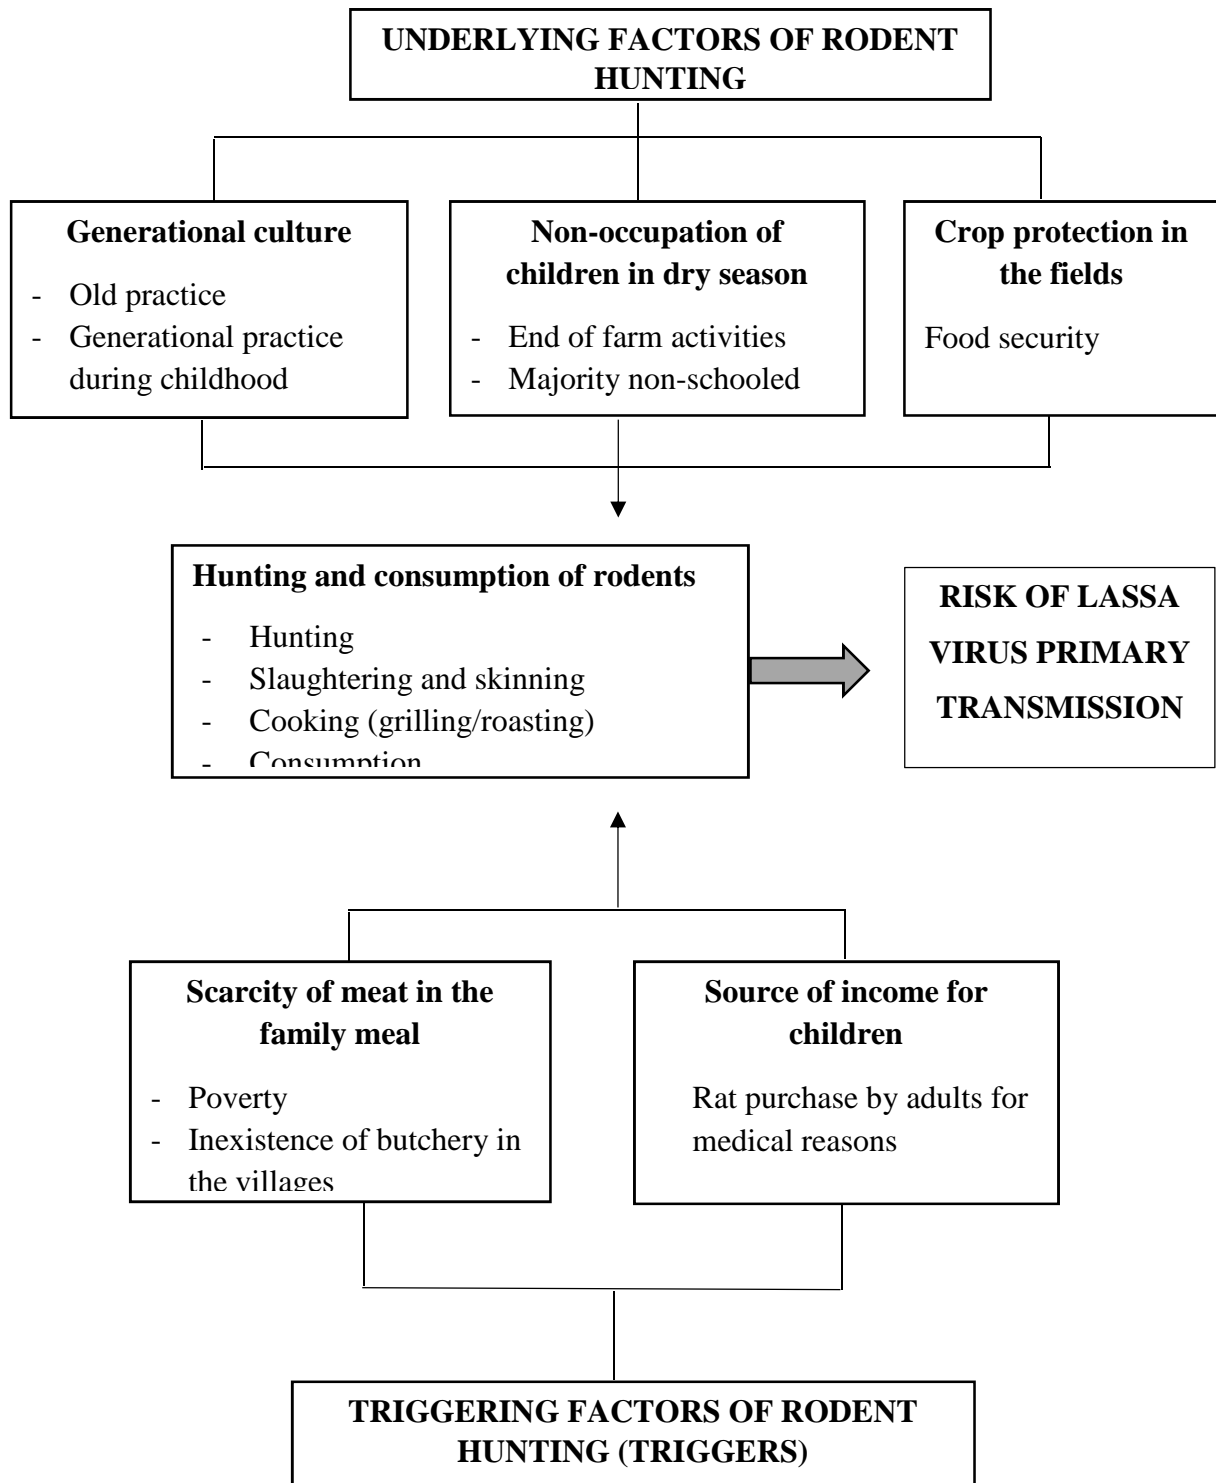 UNDERLYING FACTORS OF RODENT
HUNTING
Generational culture
- Old practice
- Generational practice
during childhood
Non-occupation of
children in dry season
- End of farm activities
- Majority non-schooled
Crop protection in
the fields
Food security
Hunting and consumption of rodents
- Hunting
- Slaughtering and skinning
- Cooking (grilling/roasting)
- Consumption
RISK OF LASSA
VIRUS PRIMARY
TRANSMISSION
Scarcity of meat in the
family meal
- Poverty
- Inexistence of butchery in
the villages
Source of income for
children
Rat purchase by adults for
medical reasons
TRIGGERING FACTORS OF RODENT
HUNTING (TRIGGERS)